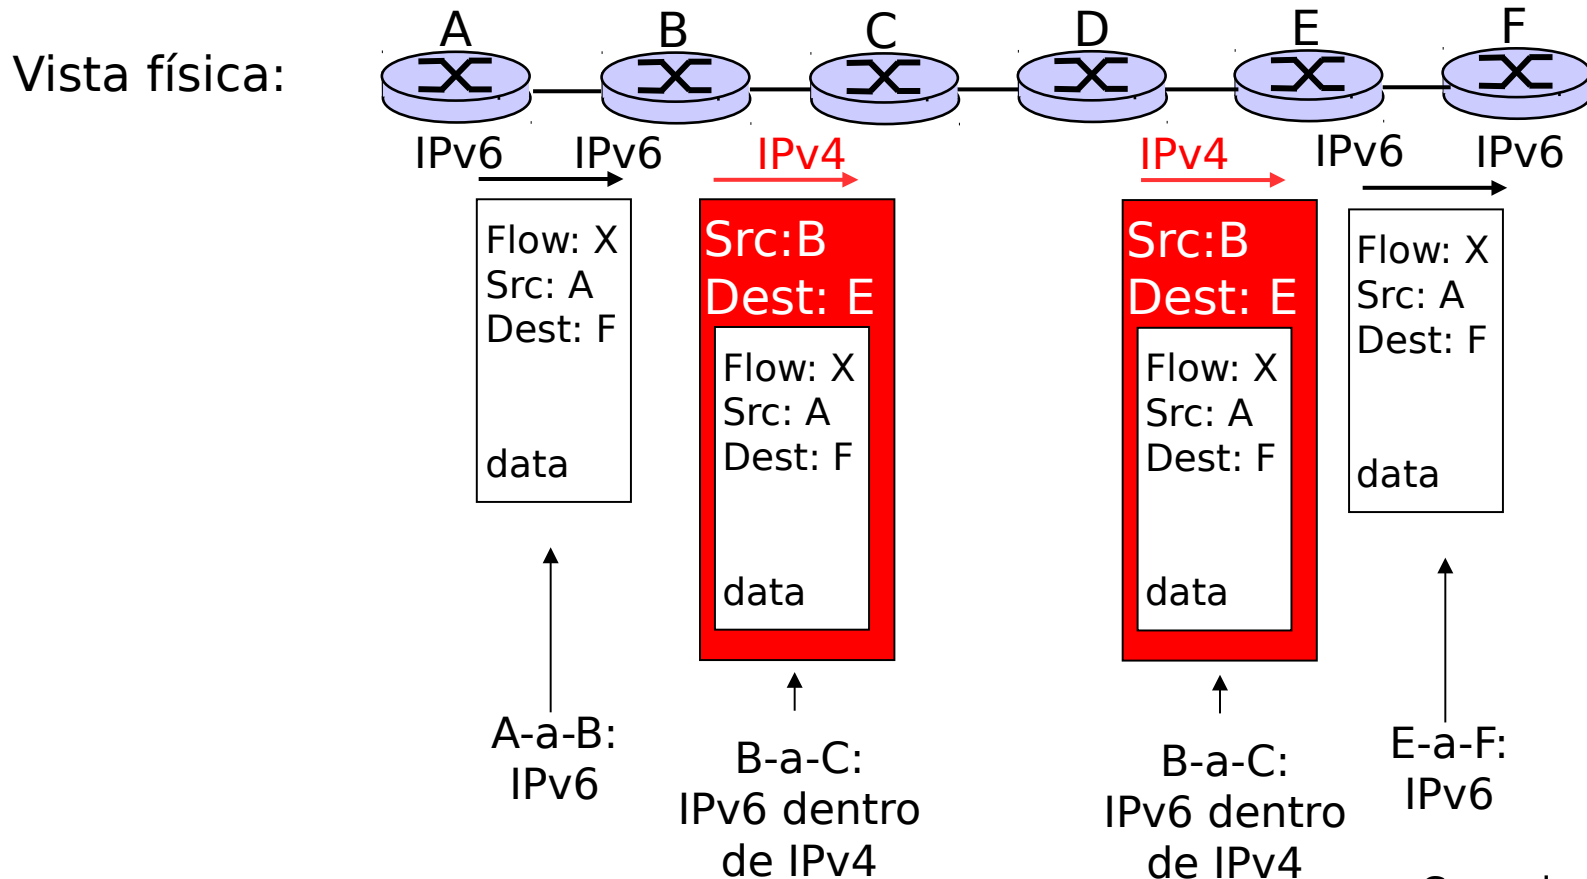 A B C D E F
Vista física:
IPv6 IPv6 IPv4 IPv4 IPv6 IPv6
Flow: X
Src: A
Dest: F
data
Src:B
Dest: E
Flow: X
Src: A
Dest: F
data
Src:B
Dest: E
Flow: X
Src: A
Dest: F
data
Flow: X
Src: A
Dest: F
data
A-a-B:
IPv6
B-a-C:
IPv6 dentro
de IPv4
B-a-C:
IPv6 dentro
de IPv4
E-a-F:
IPv6